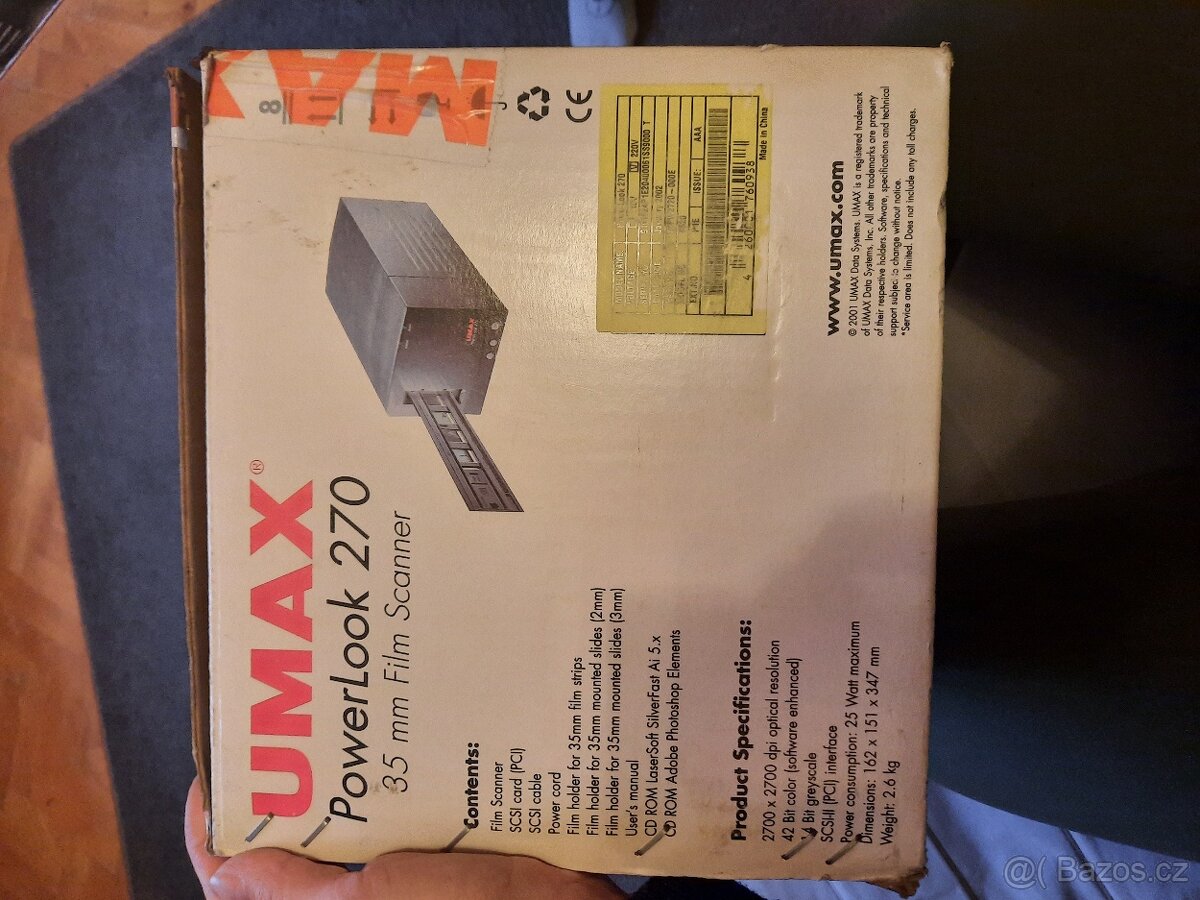 UMAX®
PowerLook 270
35 mm Film Scanner
Contents:
Film Scanner
SCSI card (PCI)
SCSI cable
Power cord
Film holder for 35mm film strips
Film holder for 35mm mounted slides (2mm)
Film holder for 35mm mounted slides (3mm)
User's manual
CD ROM LaserSoft SilverFast Ai 5.x
CD ROM Adobe Photoshop Elements
Product Specifications:
2700 x 2700 dpi optical resolution
42 Bit color (software enhanced)
Bit greyscale
(PCI) interface
Power consumption: 25 Watt maximum
Dimensions: 162 x 151 x 347 mm
Weight: 2.6 kg
UMAX
CE
220V
EXT.NO.
ISSUE:
AAA
Made in China
www.umax.com
© 2001 UMAX Data Systems. UMAX is a registered trademark
of UMAX Data Systems, Inc. All other trademarks are property
of their respective holders. Software, specifications and technical
support subject to change without notice.
*Service area is limited. Does not include any toll charges.
@( Bazos.cz